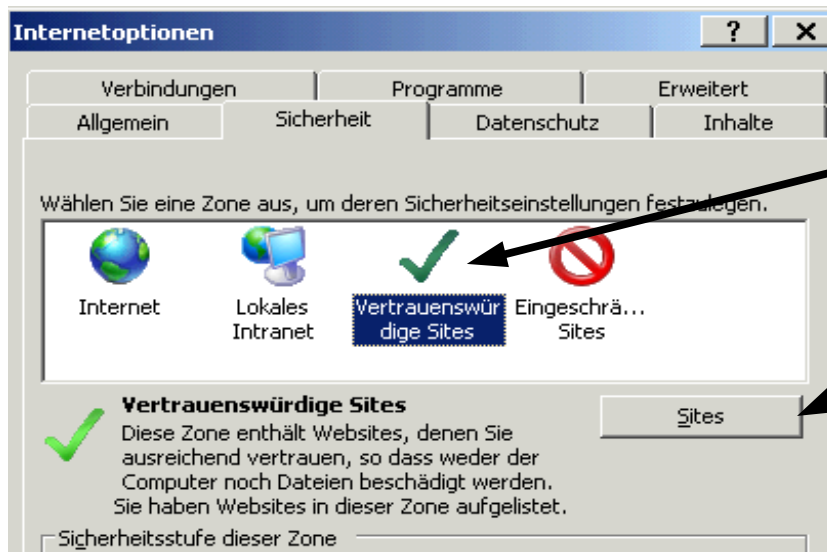 Internetoptionen
?
X
Verbindungen Programme Erweitert
Allgemein Sicherheit Datenschutz Inhalte
Wählen Sie eine Zone aus, um deren Sicherheitseinstellungen festzulegen.
Internet Lokales Vertrauenswür Eingeschrä...
Intranet dige Sites Sites
Vertrauenswürdige Sites
Sites
Diese Zone enthält Websites, denen Sie
ausreichend vertrauen, so dass weder der
Computer noch Dateien beschädigt werden.
Sie haben Websites in dieser Zone aufgelistet.
Sicherheitsstufe dieser Zone